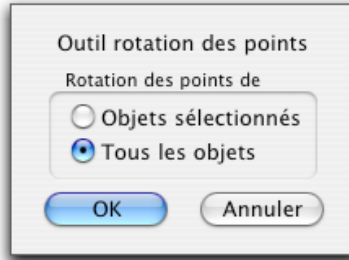 Outil rotation des points
Rotation des points de
Objets sélectionnés
Tous les objets
OK Annuler